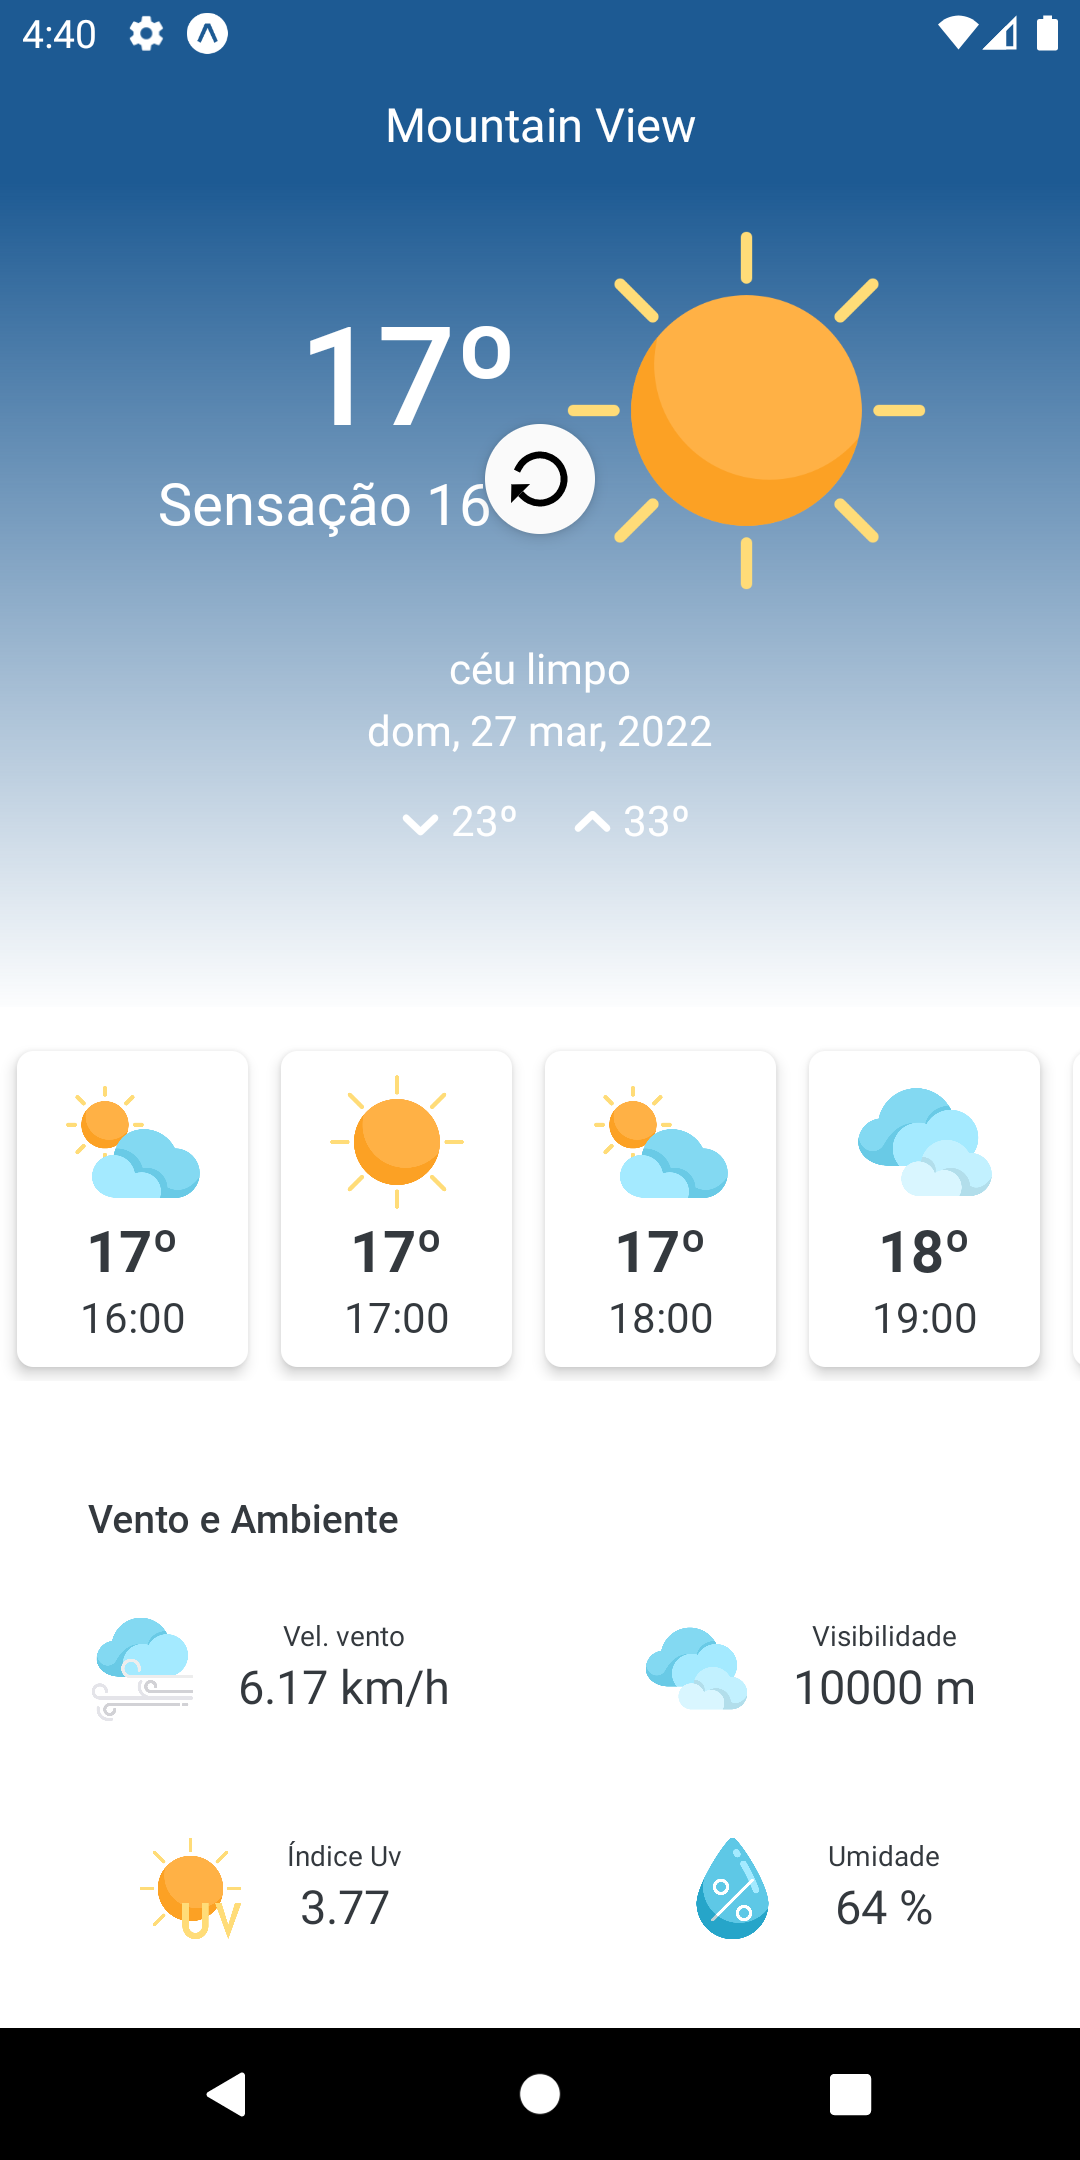 4:40
Mountain View
17º
Sensação 16
céu limpo
dom, 27 mar, 2022
23º 33º
17º 17º 17º 18º
16:00 17:00 18:00 19:00
Vento e Ambiente
Vel. vento Visibilidade
6.17 km/h 10000 m
Índice Uv Umidade
UV 3.77 64 %